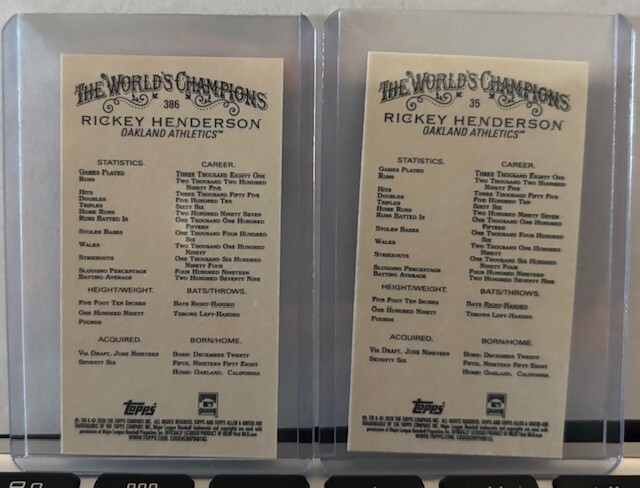 THE WORLD'S CHAMPIONS
386
RICKEY HENDERSON
OAKLAND ATHLETICS™
STATISTICS. CAREER.
GAMES PLAYED THREE THOUSAND EIGHTY ONE
RUNS TWO THOUSAND TWO HUNDRED
NINETY FIVE
HITS THREE THOUSAND FIFTY FIVE
DOUBLES FIVE HUNDRED TEN
TRIPLES SIXTY SIX
HOME RUNS TWO HUNDRED NINETY SEVEN
RUNS BATTED IN ONE THOUSAND ONE HUNDRED
FIFTEEN
STOLEN BASES ONE THOUSAND FOUR HUNDRED
SIX
WALKS TWO THOUSAND ONE HUNDRED
NINETY
STRIKEOUTS ONE THOUSAND SIX HUNDRED
NINETY FOUR
SLUGGING PERCENTAGE FOUR HUNDRED NINETEEN
BATTING AVERAGE TWO HUNDRED SEVENTY NINE
HEIGHT/WEIGHT. BATS/THROWS.
FIVE FOOT TEN INCHES BATS RIGHT-HANDED
ONE HUNDRED NINETY THROWS LEFT-HANDED
POUNDS
ACQUIRED. BORN/HOME.
VIA DRAFT, JUNE NINETEEN BORN: DECEMBER TWENTY
SEVENTY SIX FIFTH, NINETEEN FIFTY EIGHT
HOME: OAKLAND, CALIFORNIA
Topps
THE WORLD'S CHAMPIONS
35
RICKEY HENDERSON
OAKLAND ATHLETICS™
STATISTICS. CAREER.
GAMES PLAYED THREE THOUSAND EIGHTY ONE
RUNS TWO THOUSAND TWO HUNDRED
NINETY FIVE
HITS THREE THOUSAND FIFTY FIVE
DOUBLES FIVE HUNDRED TEN
TRIPLES SIXTY SIX
HOME RUNS TWO HUNDRED NINETY SEVEN
RUNS BATTED IN ONE THOUSAND ONE HUNDRED
FIFTEEN
STOLEN BASES ONE THOUSAND FOUR HUNDRED
SIX
WALKS TWO THOUSAND ONE HUNDRED
NINETY
STRIKEOUTS ONE THOUSAND SIX HUNDRED
NINETY FOUR
SLUGGING PERCENTAGE FOUR HUNDRED NINETEEN
BATTING AVERAGE TWO HUNDRED SEVENTY NINE
HEIGHT/WEIGHT. BATS/THROWS.
FIVE FOOT TEN INCHES BATS RIGHT-HANDED
ONE HUNDRED NINETY THROWS LEFT-HANDED
POUNDS
ACQUIRED. BORN/HOME.
VIA DRAFT, JUNE NINETEEN BORN: DECEMBER TWENTY
SEVENTY SIX FIFTH, NINETEEN FIFTY EIGHT
HOME: OAKLAND, CALIFORNIA
Topps